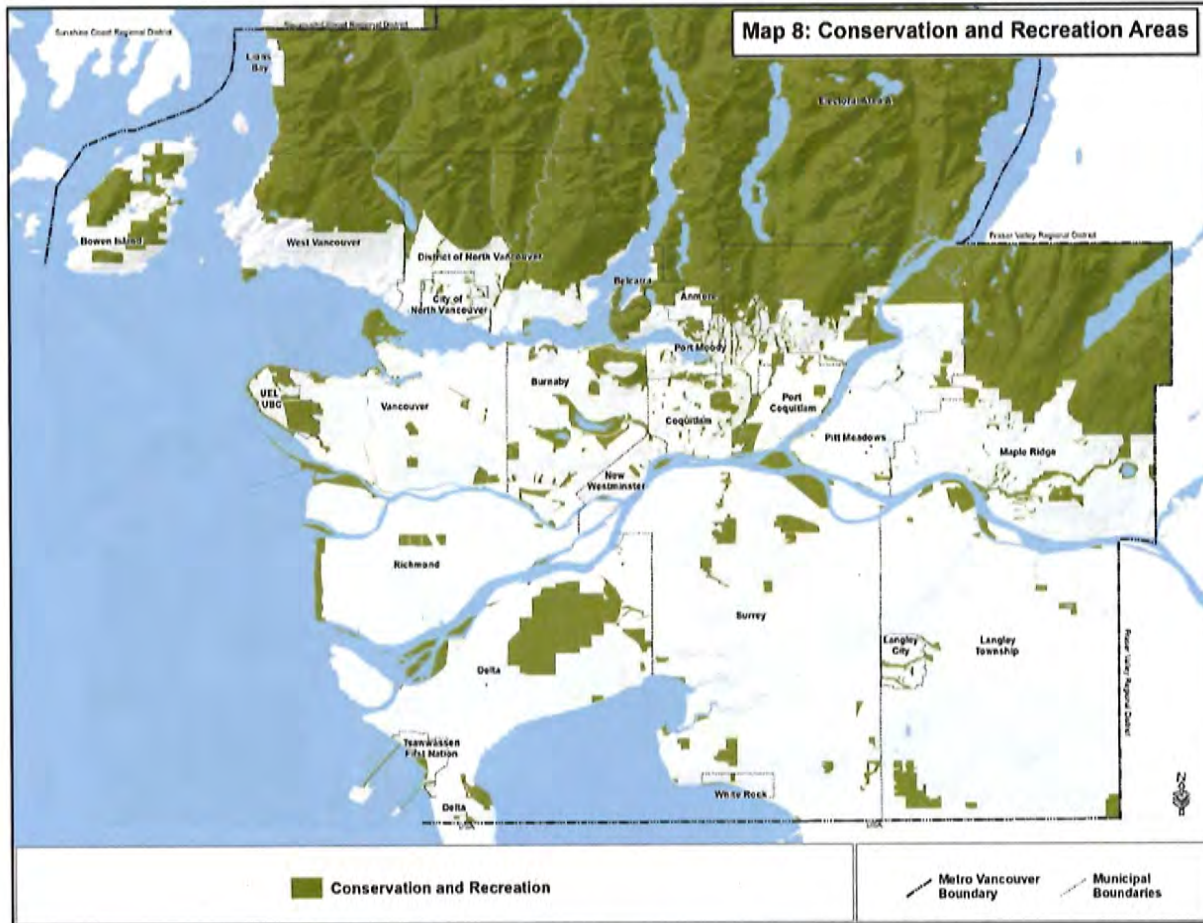 Map 8: Conservation and Recreation Areas
Sunshine Coast Regional District
Regional District
Lions
Bay
Electoral Area A
Bowen Island
West Vancouver
Fraser Valley Regional District
District of North Vancouver
Belcarra
City of
North Vancouver
Anmore
Port Moody
UEL
UBC
Vancouver
Burnaby
Coquitlam
Port
Coquitlam
Pitt Meadows
Maple Ridge
New
Westminster
Richmond
Surrey
Delta
Langley
City
Langley
Township
Fraser Valley Regional District
Tsawwassen
First Nation
White Rock
Delta
USA
USA
Conservation and Recreation
Metro Vancouver
Boundary
Municipal
Boundaries